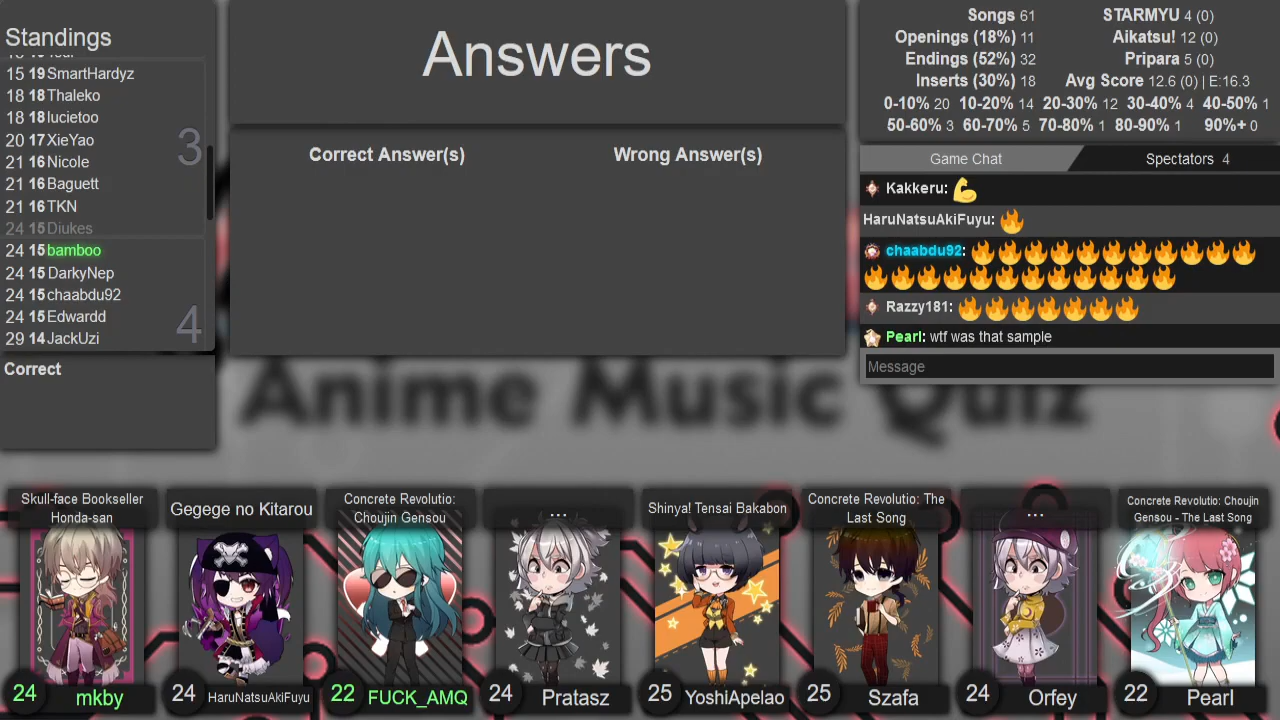 Standings
15 19 SmartHardyz
18 18 Thaleko
18 18 lucietoo
20 17 XieYao
21 16 Nicole
21 16 Baguett
21 16 TKN
24 15 Diukes
24 15 bamboo
24 15 DarkyNep
24 15 chaabdu92
24 15 Edwardd
29 14 JackUzi
3
4
Correct
Answers
Correct Answer(s) Wrong Answer(s)
Songs 61 STARMYU 4 (0)
Openings (18%) 11 Aikatsu! 12 (0)
Endings (52%) 32 Pripara 5 (0)
Inserts (30%) 18 Avg Score 12.6 (0) | E:16.3
0-10% 20 10-20% 14 20-30% 12 30-40% 4 40-50% 1
50-60% 3 60-70% 5 70-80% 1 80-90% 1 90%+ 0
Game Chat Spectators 4
Kakkeru: 💪
HaruNatsuAkiFuyu: 🔥
chaabdu92: 🔥🔥🔥🔥🔥🔥🔥🔥🔥🔥🔥
🔥🔥🔥🔥🔥🔥🔥🔥🔥🔥🔥🔥
Razzy181: 🔥🔥🔥🔥🔥🔥🔥
Pearl: wtf was that sample
Message
Anime Music Quiz
Skull-face Bookseller
Honda-san
Gegege no Kitarou
Concrete Revolutio:
Choujin Gensou
...
Shinya! Tensai Bakabon
Concrete Revolutio: The
Last Song
...
Concrete Revolutio: Choujin
Gensou - The Last Song
24 mkby
24 HaruNatsuAkiFuyu
22 FUCK_AMQ
24 Pratasz
25 YoshiApelao
25 Szafa
24 Orfey
22 Pearl